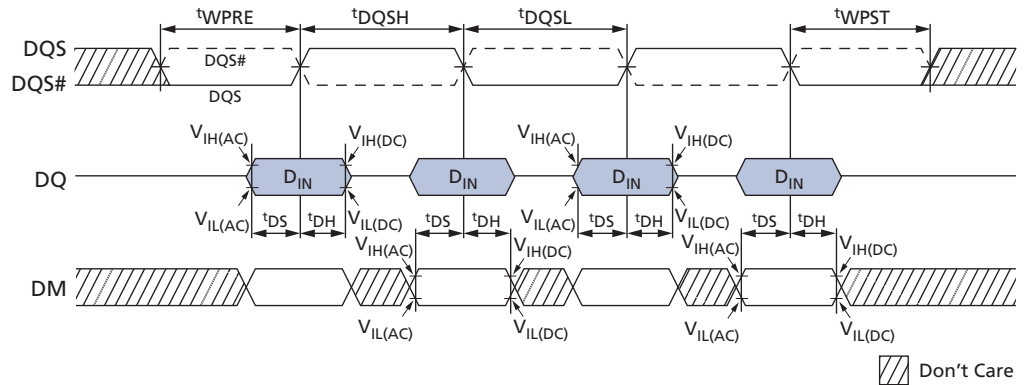 tWPRE tDQSH tDQSL tWPST
DQS
DQS#
DQS#
DQS
VIH(AC) VIH(DC) VIH(AC) VIH(DC)
DQ DIN DIN DIN DIN
VIL(AC) tDS tDH VIL(DC) VIL(AC) tDS tDH VIL(DC)
VIH(AC) tDS tDH VIH(DC) VIH(AC) tDS tDH VIH(DC)
DM
VIL(AC) VIL(DC) VIL(AC) VIL(DC)
Don't Care